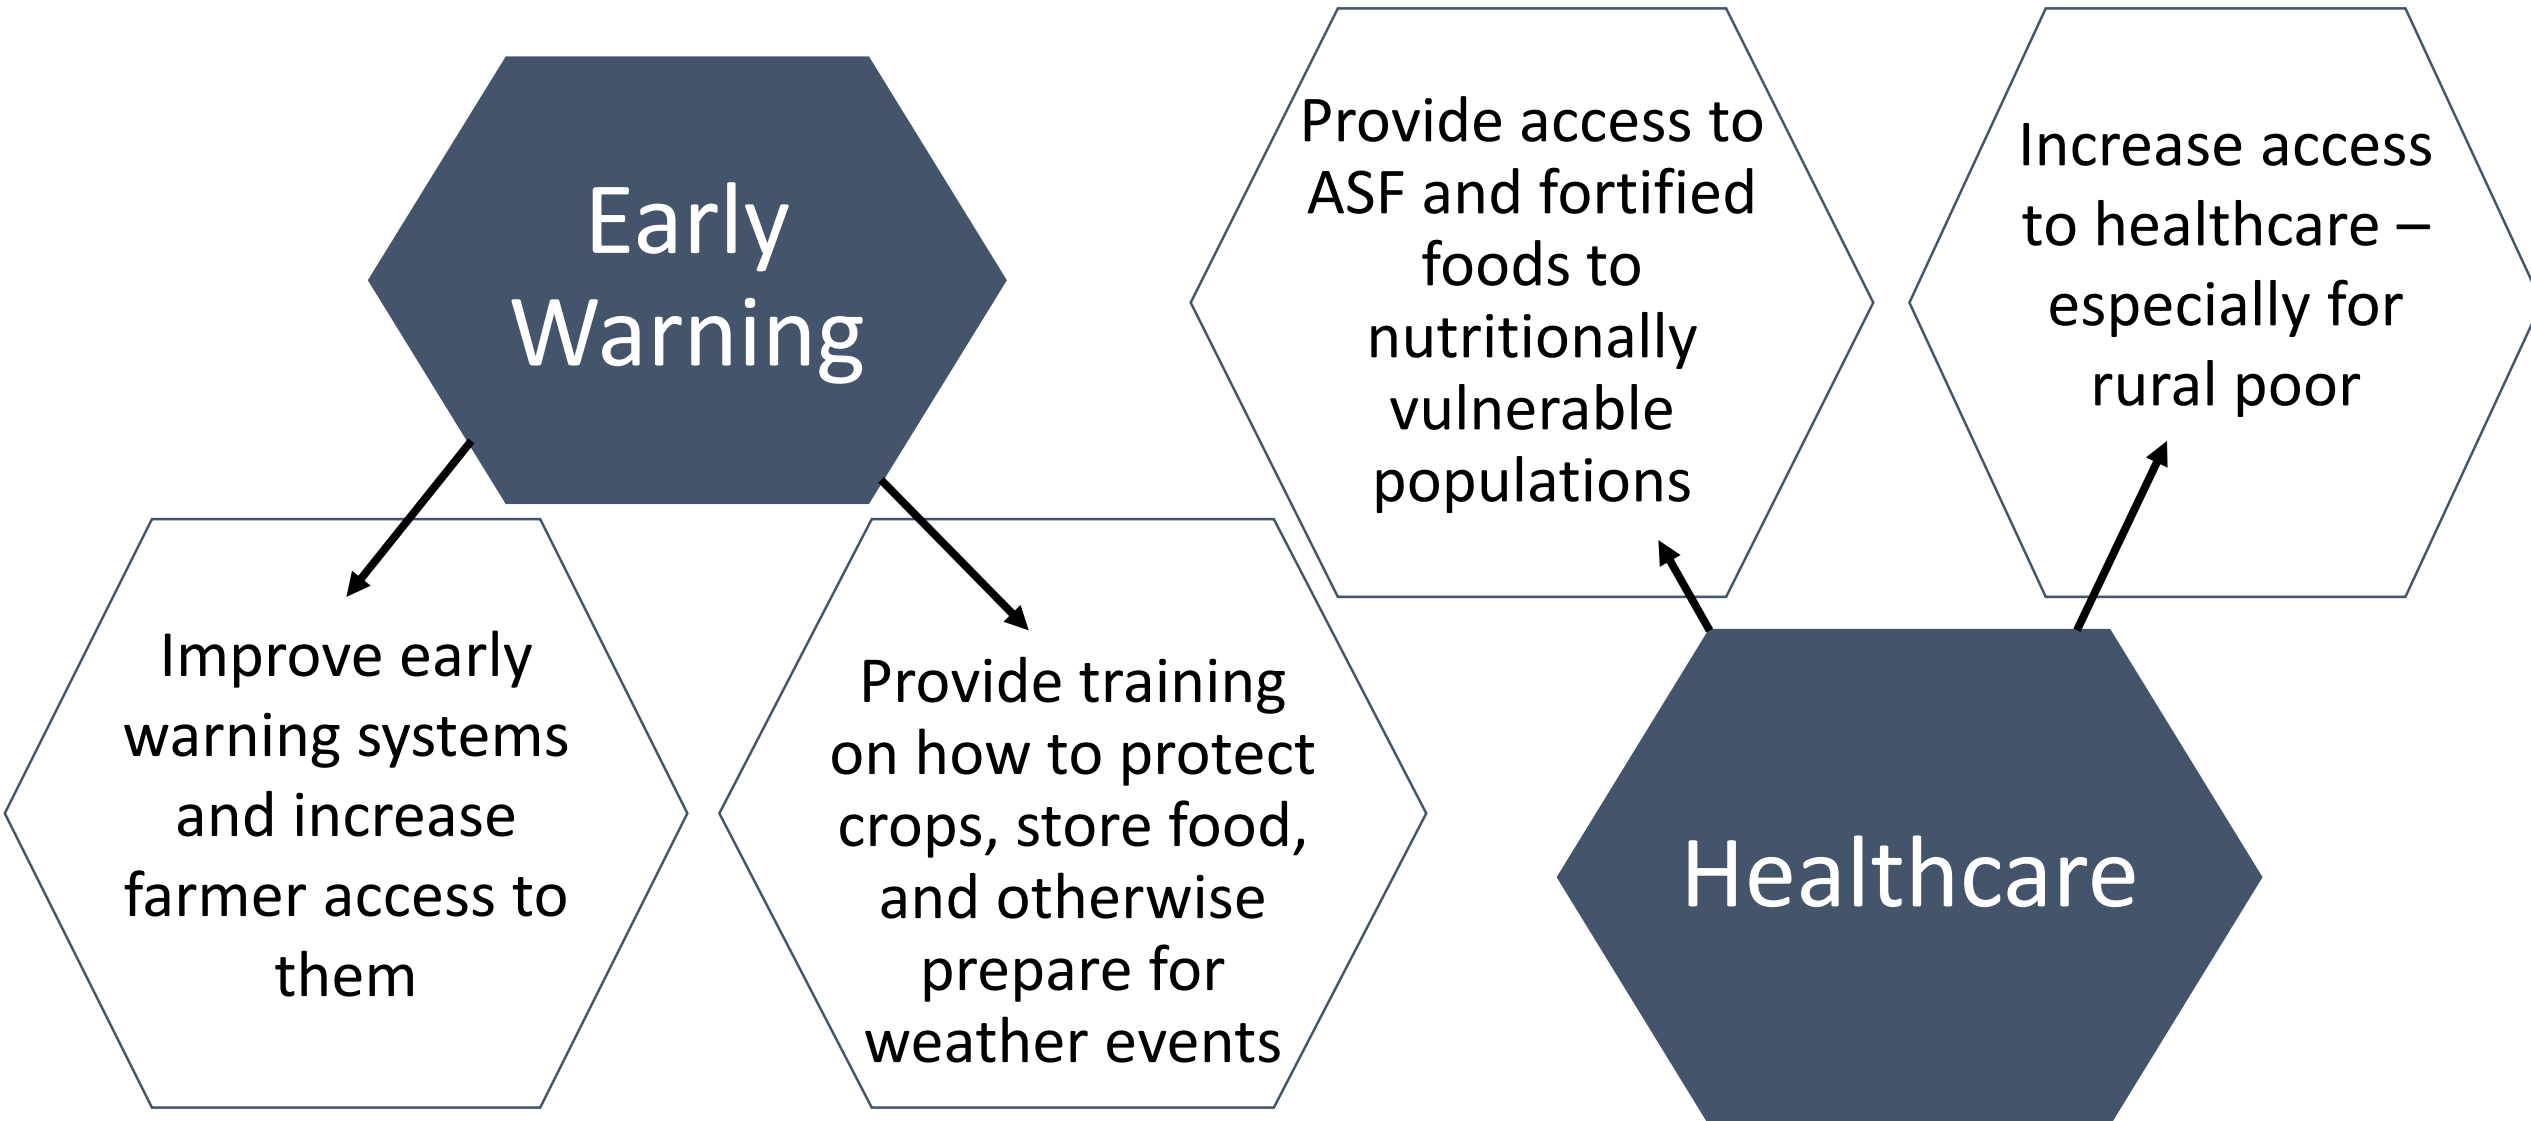 Early
Warning
Improve early
warning systems
and increase
farmer access to
them
Provide training
on how to protect
crops, store food,
and otherwise
prepare for
weather events
Provide access to
ASF and fortified
foods to
nutritionally
vulnerable
populations
Increase access
to healthcare –
especially for
rural poor
Healthcare